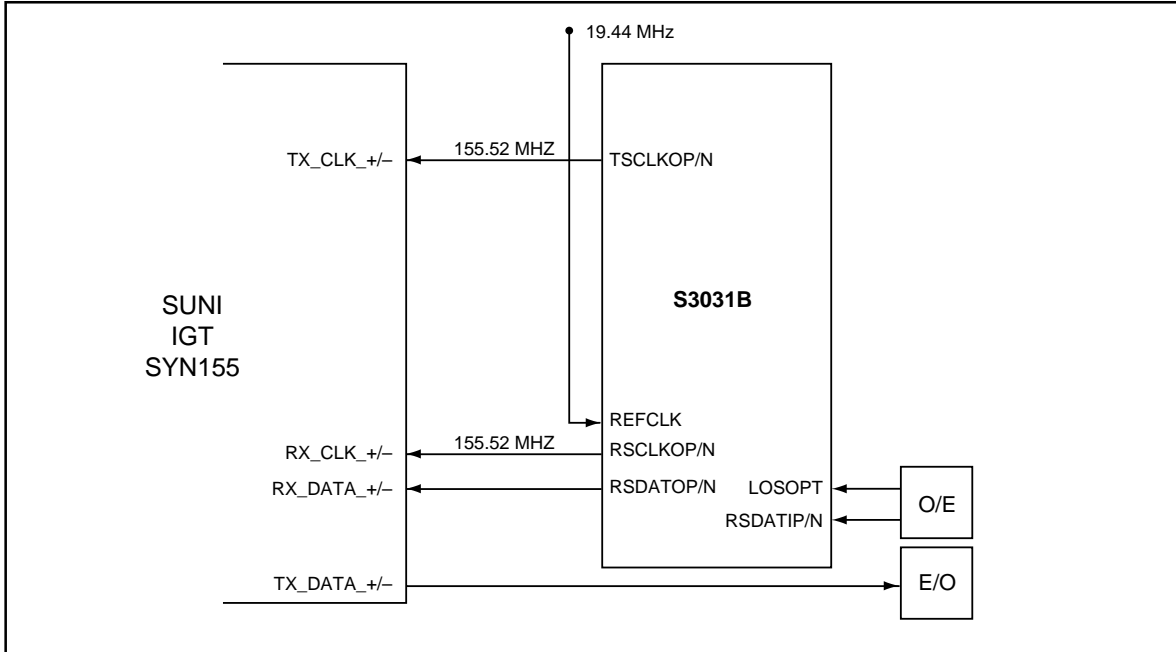 19.44 MHz
TX_CLK_+/–
155.52 MHZ
TSCLKOP/N
SUNI
IGT
SYN155
S3031B
REFCLK
RX_CLK_+/–
155.52 MHZ
RSCLKOP/N
RX_DATA_+/–
RSDATOP/N
LOSOPT
RSDATIP/N
O/E
TX_DATA_+/–
E/O